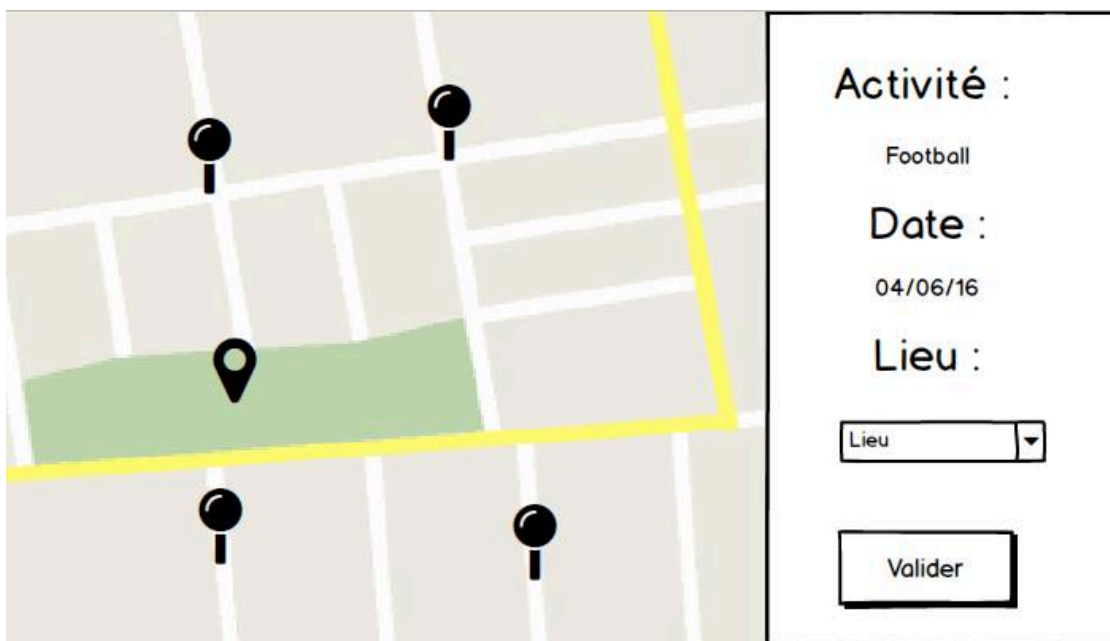 Activité :
Football
Date :
04/06/16
Lieu :
Lieu
Valider